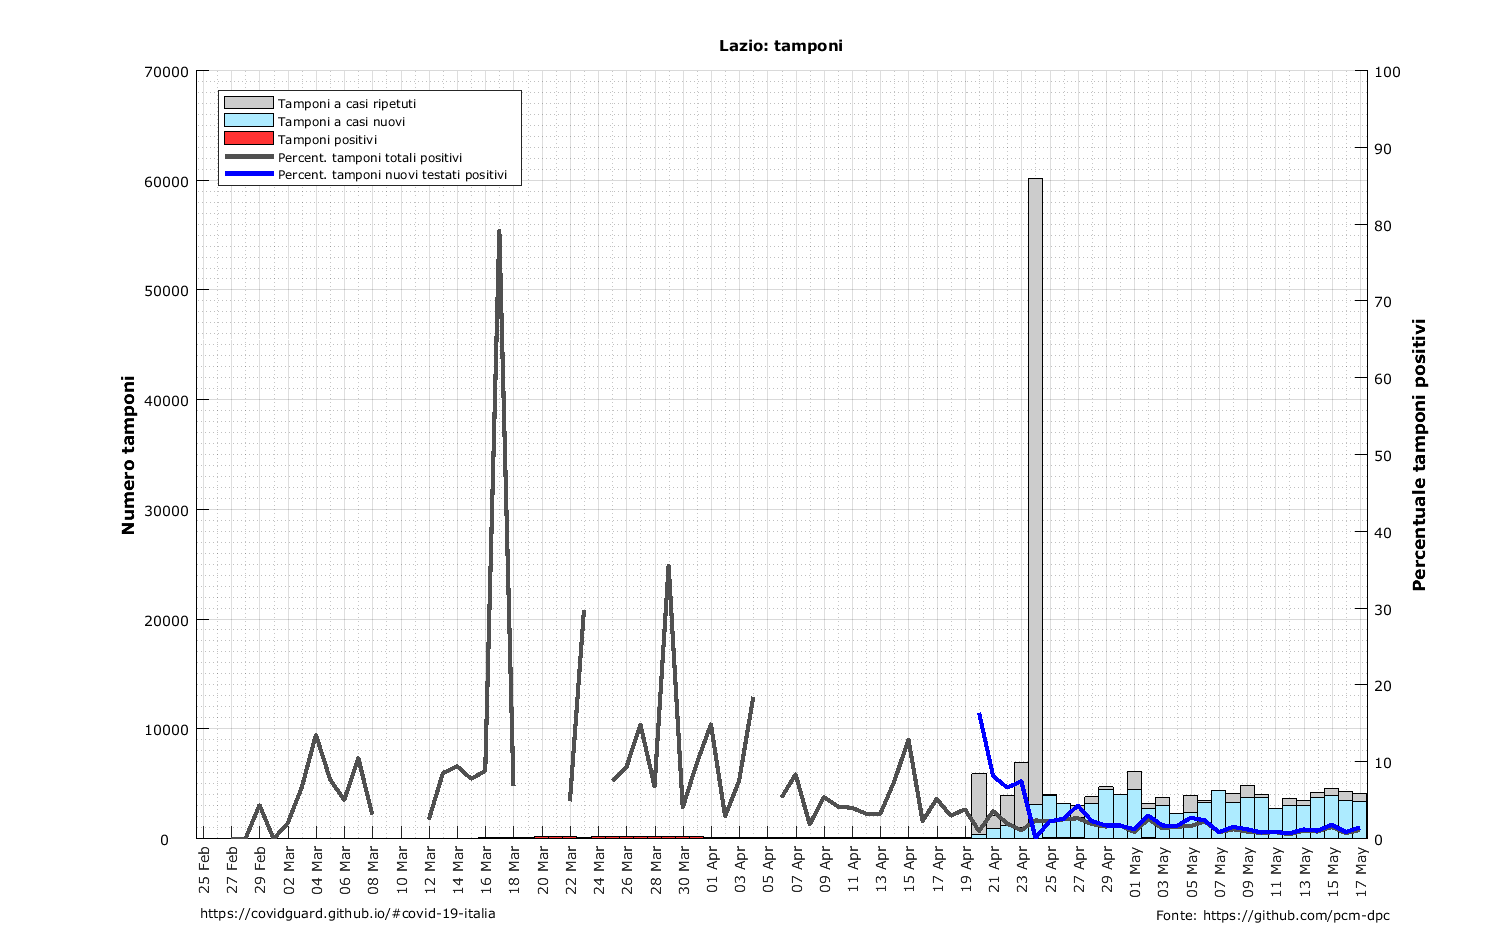 Lazio: tamponi
70000
60000
50000
40000
30000
20000
10000
0
Numero tamponi
Tamponi a casi ripetuti
Tamponi a casi nuovi
Tamponi positivi
Percent. tamponi totali positivi
Percent. tamponi nuovi testati positivi
100
90
80
70
60
50
40
30
20
10
0
Percentuale tamponi positivi
25 Feb
27 Feb
29 Feb
02 Mar
04 Mar
06 Mar
08 Mar
10 Mar
12 Mar
14 Mar
16 Mar
18 Mar
20 Mar
22 Mar
24 Mar
26 Mar
28 Mar
30 Mar
01 Apr
03 Apr
05 Apr
07 Apr
09 Apr
11 Apr
13 Apr
15 Apr
17 Apr
19 Apr
21 Apr
23 Apr
25 Apr
27 Apr
29 Apr
01 May
03 May
05 May
07 May
09 May
11 May
13 May
15 May
17 May
https://covidguard.github.io/#covid-19-italia
Fonte: https://github.com/pcm-dpc